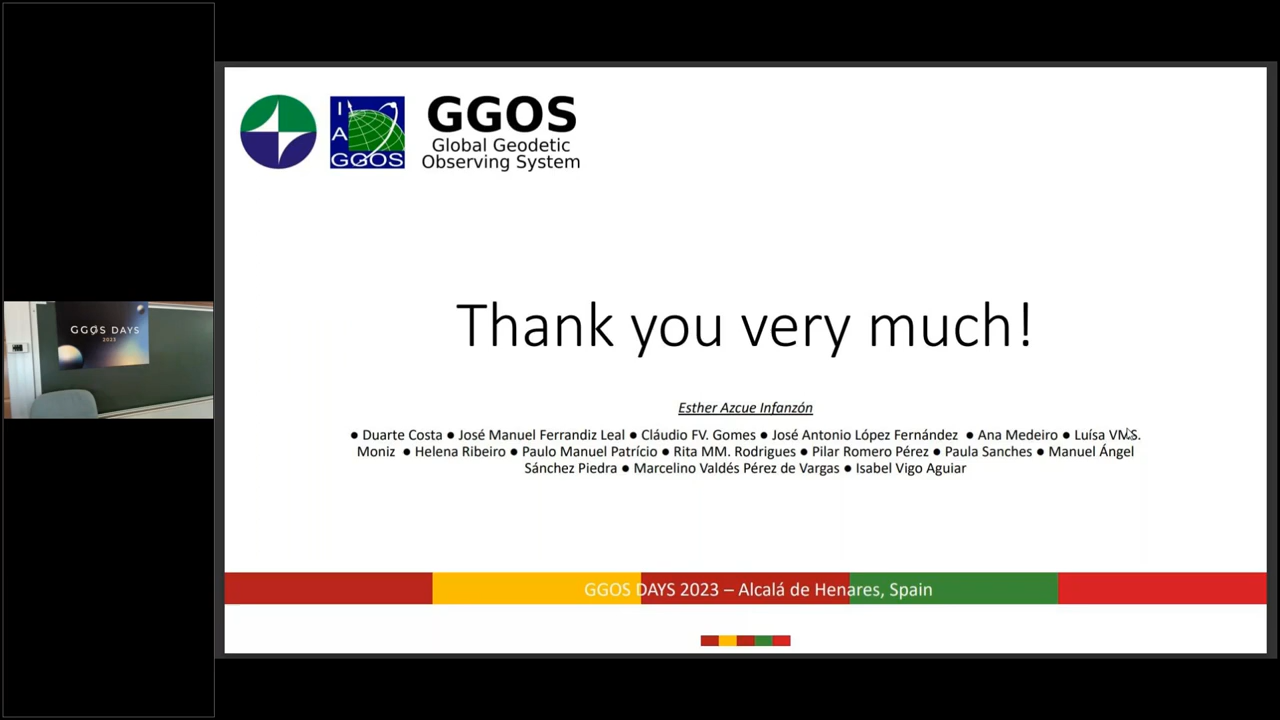 GGOS DAYS
2023
I
A
GGOS
GGOS
Global Geodetic
Observing System
Thank you very much!
Esther Azcue Infanzón
● Duarte Costa ● José Manuel Ferrandiz Leal ● Cláudio FV. Gomes ● José Antonio López Fernández ● Ana Medeiro ● Luísa
Moniz ● Helena Ribeiro ● Paulo Manuel Patrício ● Rita MM. Rodrigues ● Pilar Romero Pérez ● Paula Sanches ● Manuel Ángel
Sánchez Piedra ● Marcelino Valdés Pérez de Vargas ● Isabel Vigo Aguiar
GGOS DAYS 2023 – Alcalá de Henares, Spain